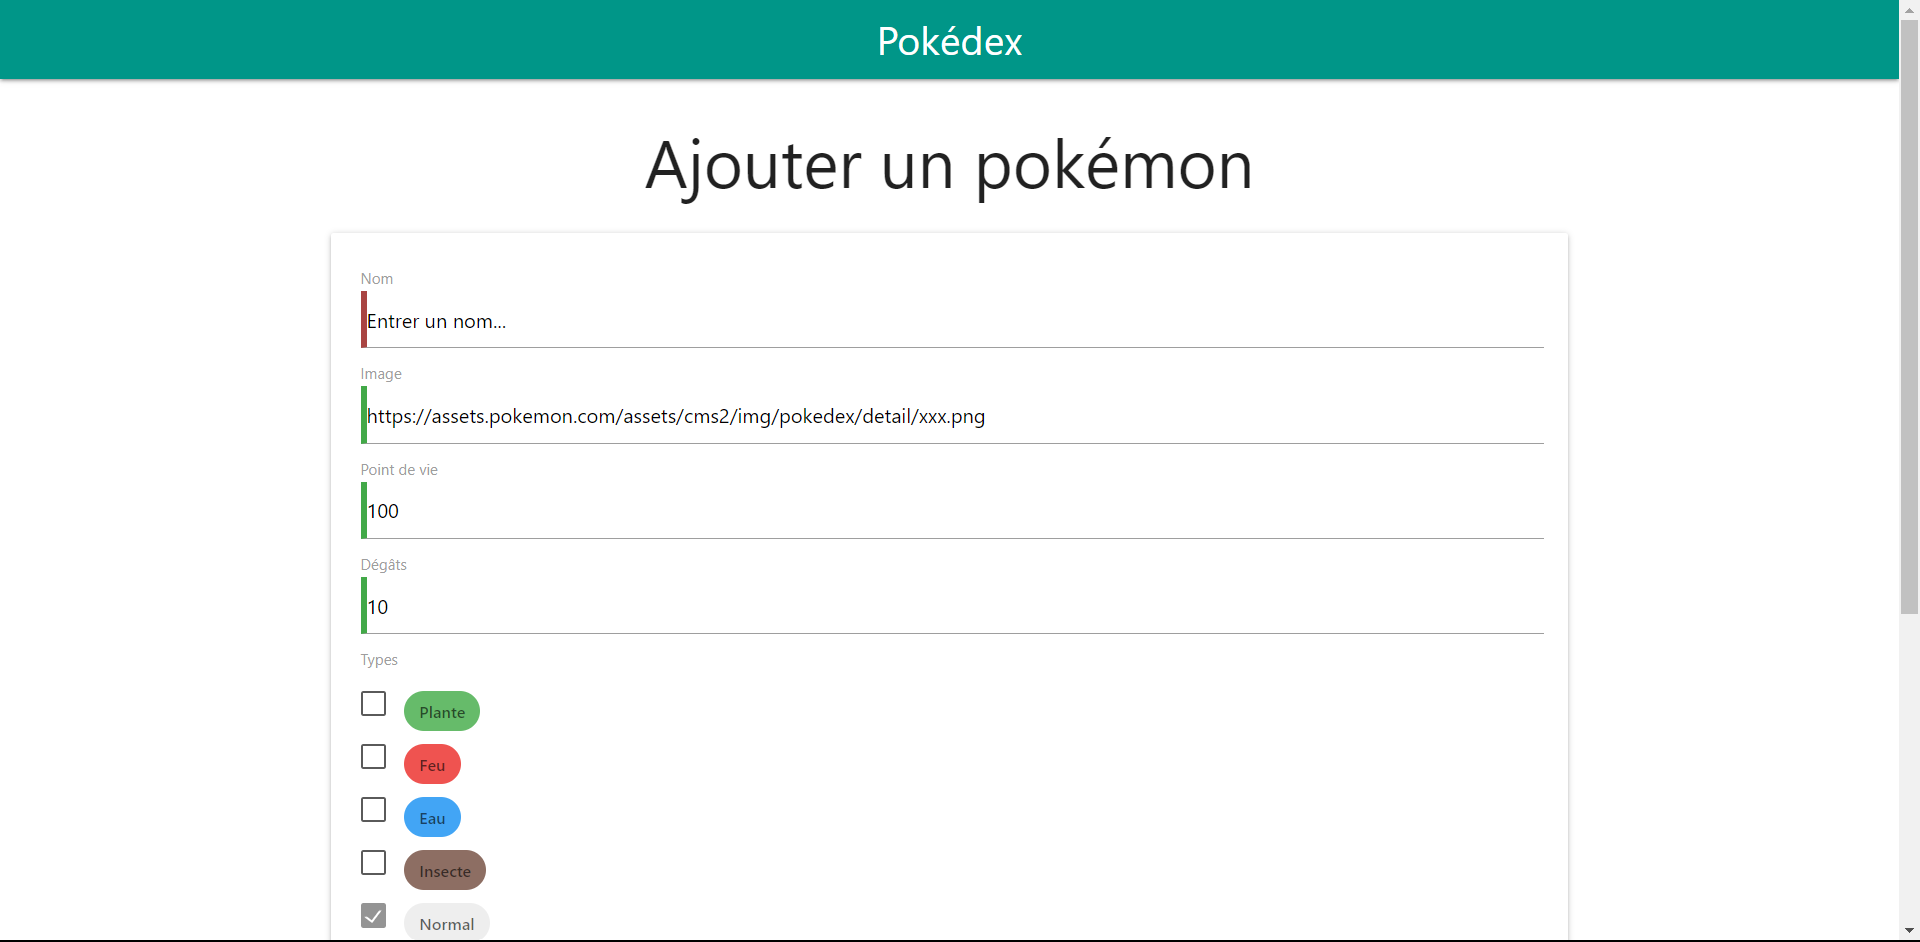 Pokédex
Ajouter un pokémon
Nom
Entrer un nom...
Image
https://assets.pokemon.com/assets/cms2/img/pokedex/detail/xxx.png
Point de vie
100
Dégâts
10
Types
Plante
Feu
Eau
Insecte
Normal